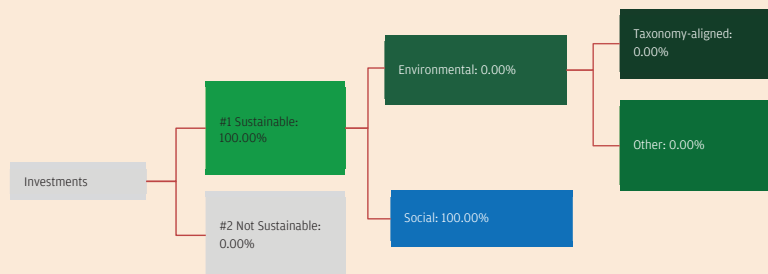 Investments
#1 Sustainable:
100.00%
#2 Not Sustainable:
0.00%
Environmental: 0.00%
Social: 100.00%
Taxonomy-aligned:
0.00%
Other: 0.00%